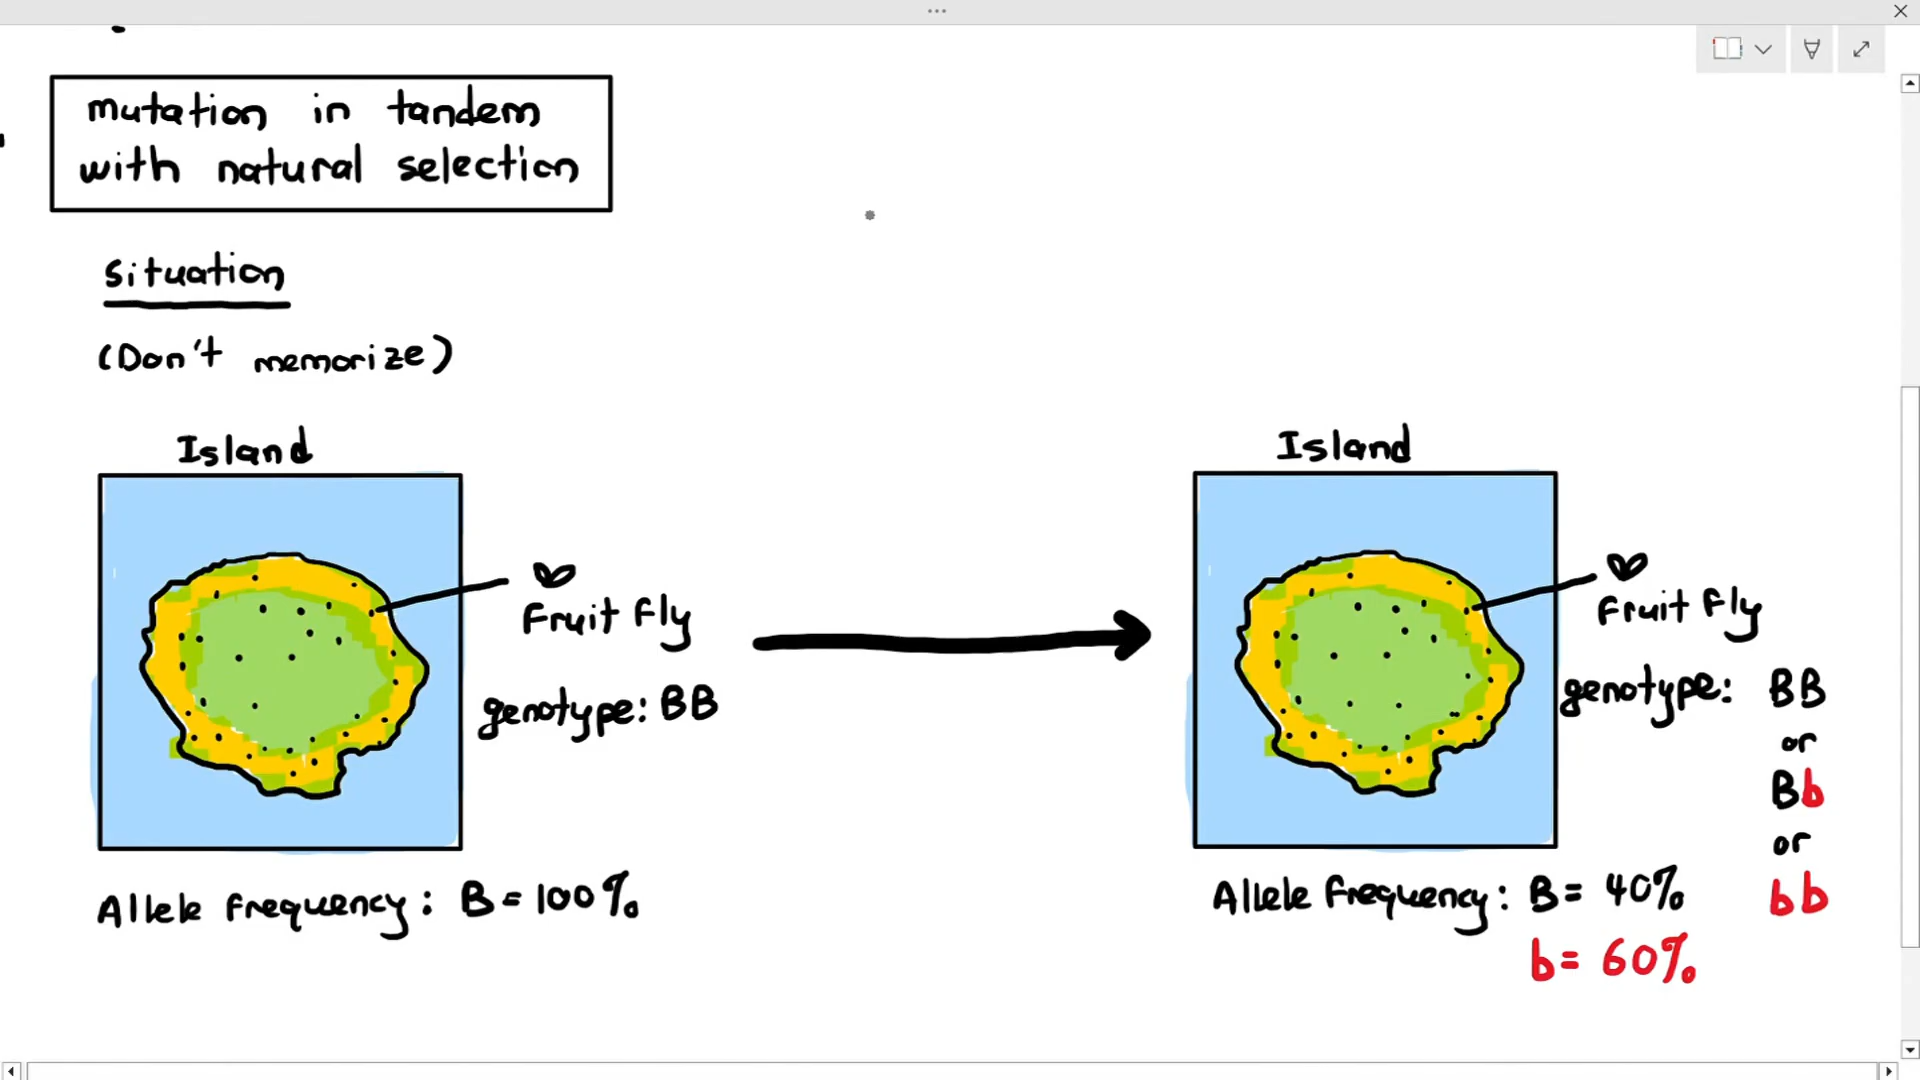 mutation in tandem
with natural selection
situation
(Don't memorize)
Island
Fruit Fly
genotype: BB
Allele frequency: B = 100%
Island
Fruit Fly
genotype: BB
or
Bb
or
bb
Allele frequency: B = 40%
b = 60%